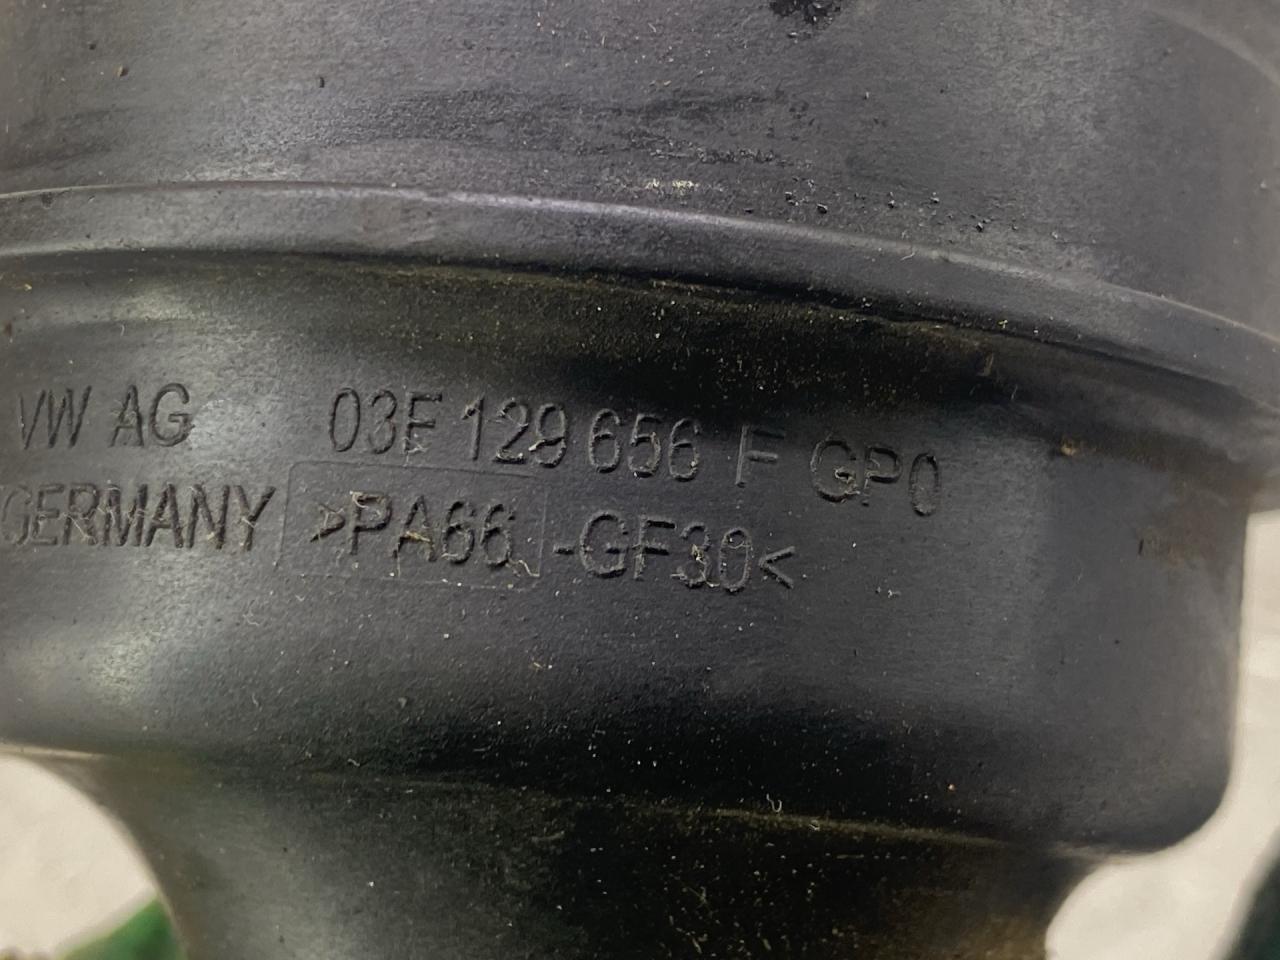 VW AG 03F 129 656 F GP0
GERMANY >PA66 -GF30<